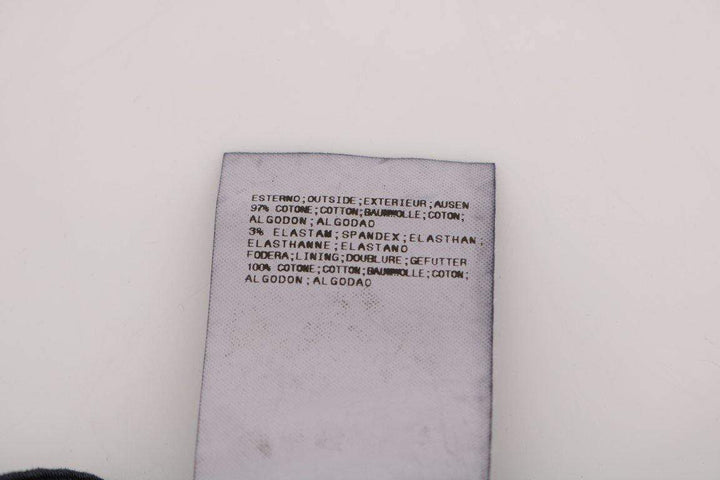 ESTERNO;OUTSIDE;EXTERIEUR;AUSEN
97% COTONE;COTTON;BAUMWOLLE;COTON;
ALGODON;ALGODAO
3% ELASTAM;SPANDEX;ELASTHAN;
ELASTHANNE;ELASTANO
FODERA;LINING;DOUBLURE;GEFUTTER
100% COTONE;COTTON;BAUMWOLLE;COTON;
ALGODON;ALGODAO